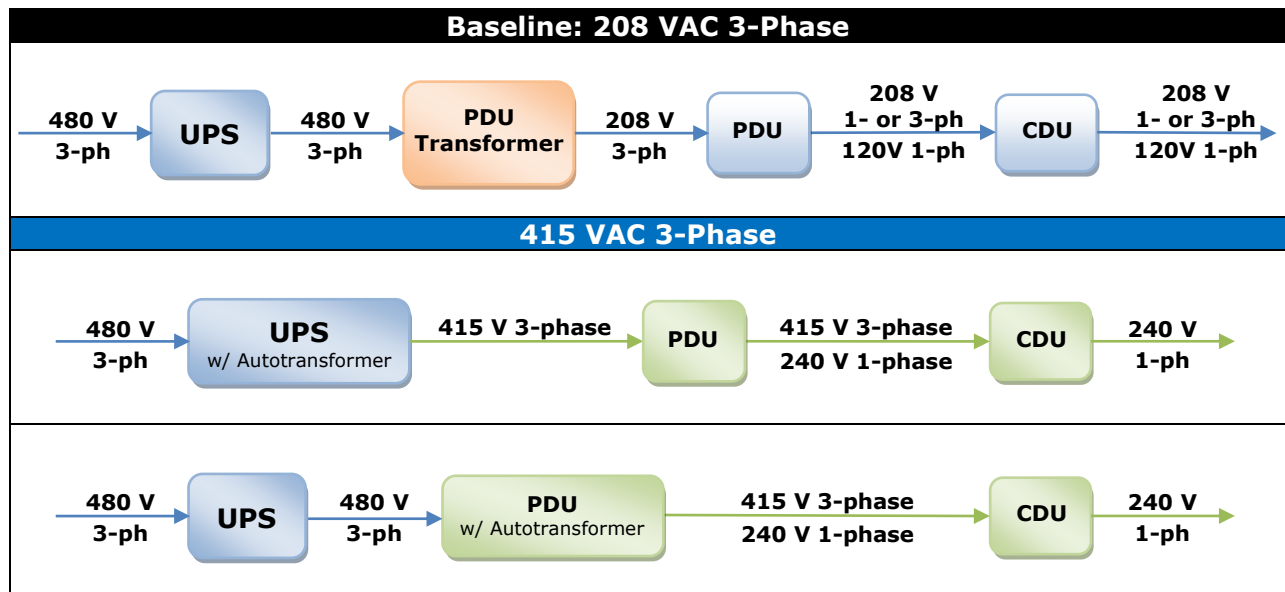 Baseline: 208 VAC 3-Phase
480 V
3-ph
UPS
480 V
3-ph
PDU
Transformer
208 V
3-ph
PDU
208 V
1- or 3-ph
120V 1-ph
CDU
208 V
1- or 3-ph
120V 1-ph
415 VAC 3-Phase
480 V
3-ph
UPS
w/ Autotransformer
415 V 3-phase
PDU
415 V 3-phase
240 V 1-phase
CDU
240 V
1-ph
480 V
3-ph
UPS
480 V
3-ph
PDU
w/ Autotransformer
415 V 3-phase
240 V 1-phase
CDU
240 V
1-ph